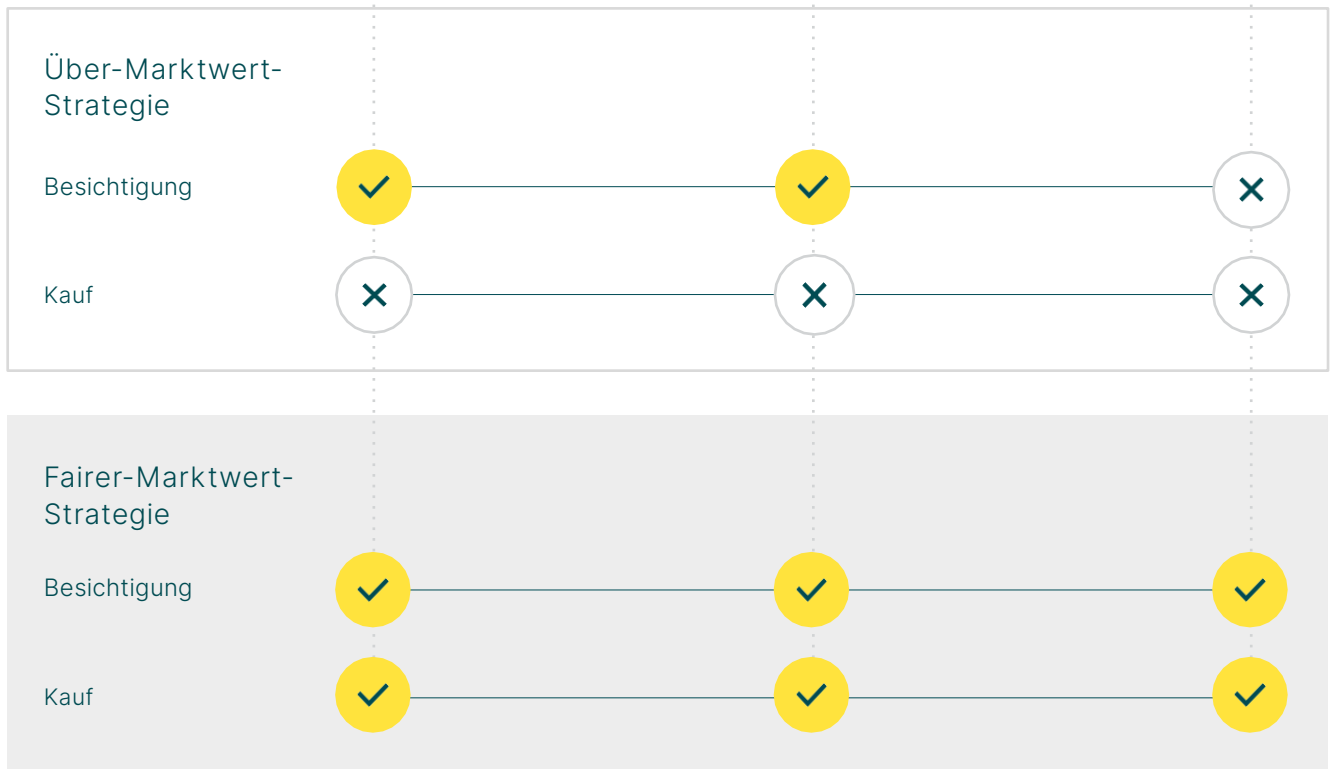 Über-Marktwert-
Strategie
Besichtigung
Kauf
Fairer-Marktwert-
Strategie
Besichtigung
Kauf